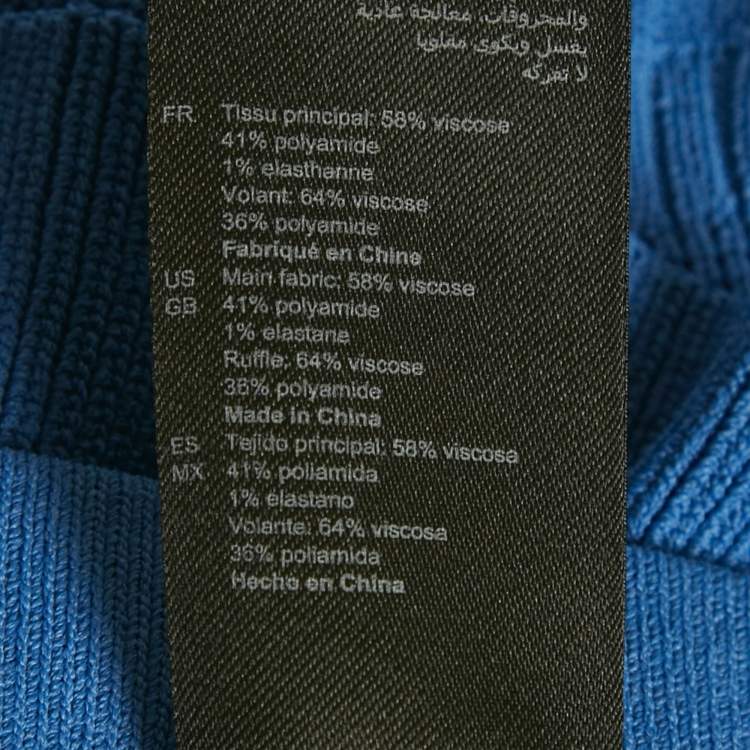 والمحروقات، معالجة عادية
يغسل ويكوى مقلوبا
لا تفركه
FR Tissu principal: 58% viscose
41% polyamide
1% élasthanne
Volant: 64% viscose
36% polyamide
Fabriqué en Chine
US Main fabric: 58% viscose
GB 41% polyamide
1% elastane
Ruffle: 64% viscose
36% polyamide
Made in China
ES Tejido principal: 58% viscosa
MX 41% poliamida
1% elastano
Volante: 64% viscosa
36% poliamida
Hecho en China